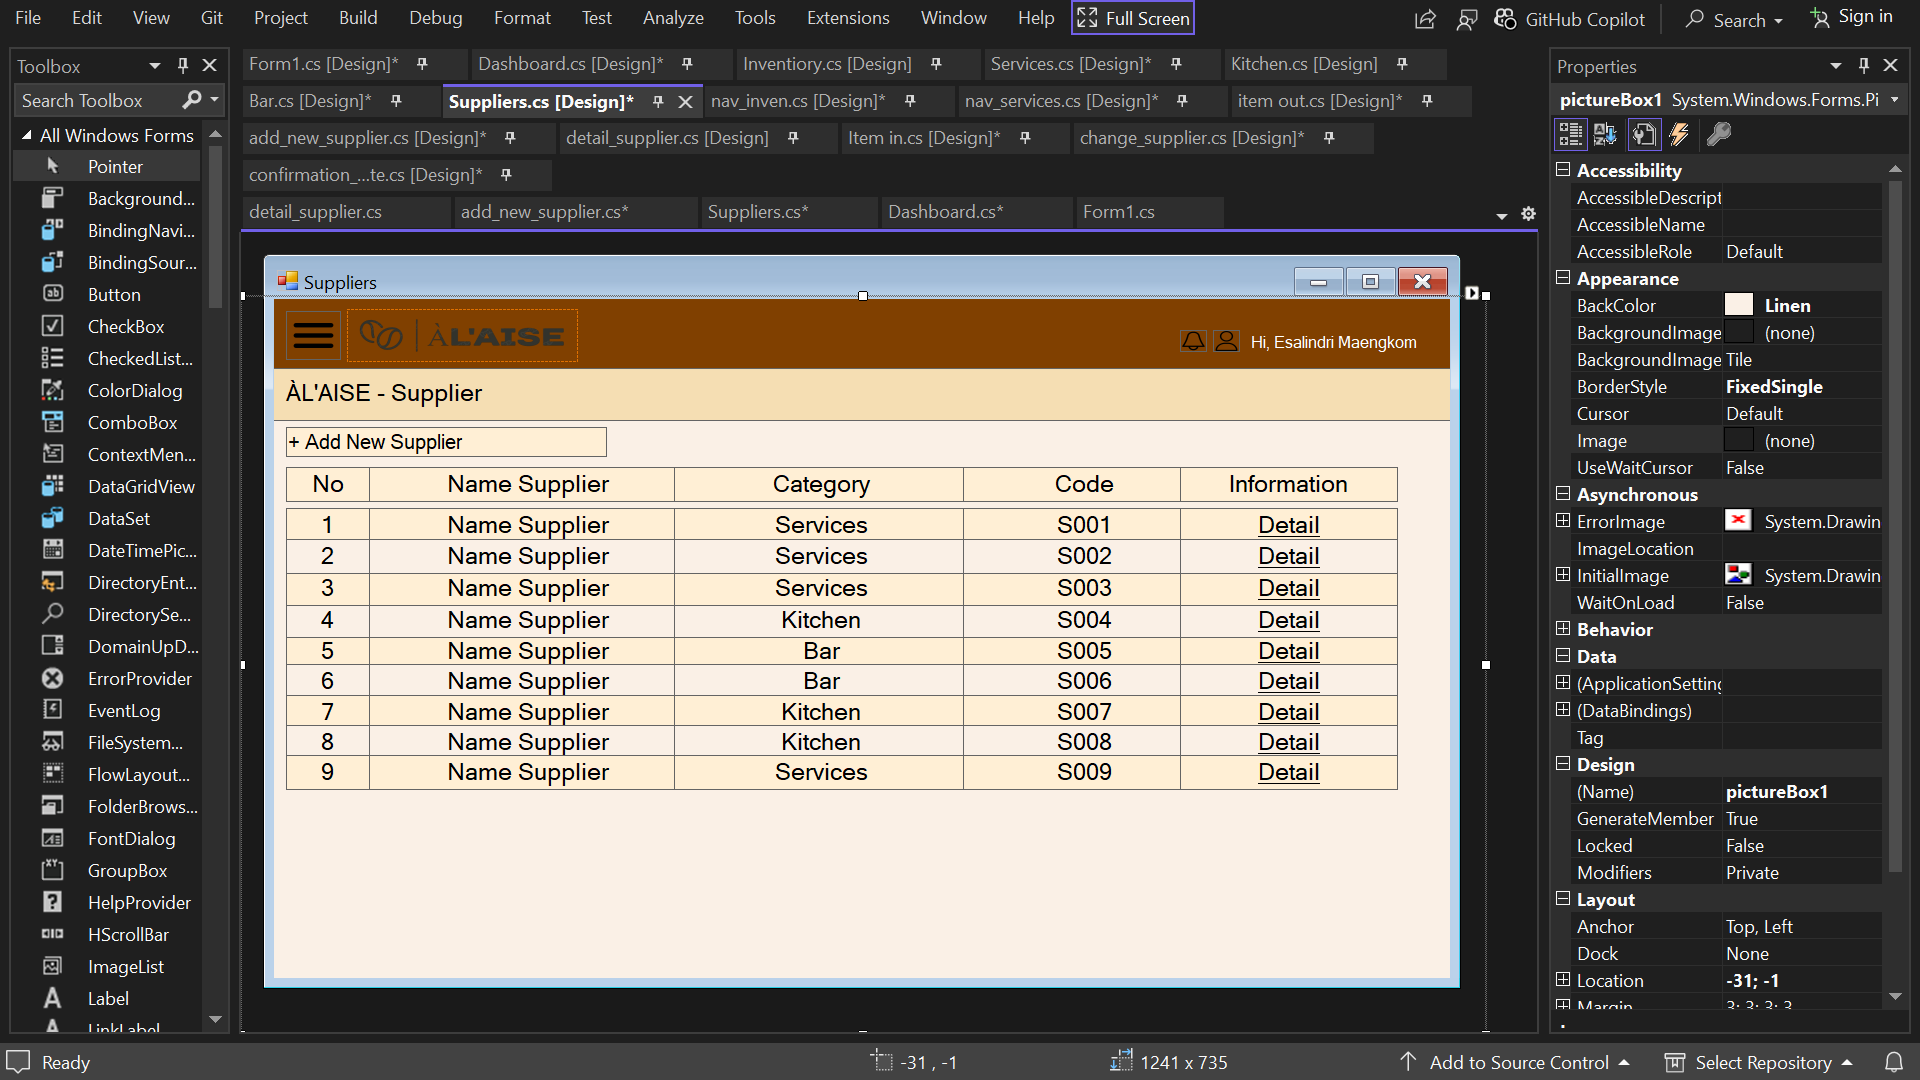 File Edit View Git Project Build Debug Format Test Analyze Tools Extensions Window Help Full Screen GitHub Copilot Search Sign in
Toolbox
Search Toolbox
All Windows Forms
Pointer
Background...
BindingNavi...
BindingSour...
Button
CheckBox
CheckedList...
ColorDialog
ComboBox
ContextMen...
DataGridView
DataSet
DateTimePic...
DirectoryEnt...
DirectorySe...
DomainUpD...
ErrorProvider
EventLog
FileSystem...
FlowLayout...
FolderBrows...
FontDialog
GroupBox
HelpProvider
HScrollBar
ImageList
Label
LinkLabel
Form1.cs [Design]* Dashboard.cs [Design]* Inventiory.cs [Design] Services.cs [Design]* Kitchen.cs [Design]
Bar.cs [Design]* Suppliers.cs [Design]* nav_inven.cs [Design]* nav_services.cs [Design]* item out.cs [Design]*
add_new_supplier.cs [Design]* detail_supplier.cs [Design] Item in.cs [Design]* change_supplier.cs [Design]*
confirmation_...te.cs [Design]*
detail_supplier.cs add_new_supplier.cs* Suppliers.cs* Dashboard.cs* Form1.cs
Suppliers
ÀL'AISE Hi, Esalindri Maengkom
ÀL'AISE - Supplier
+ Add New Supplier
No Name Supplier Category Code Information
1 Name Supplier Services S001 Detail
2 Name Supplier Services S002 Detail
3 Name Supplier Services S003 Detail
4 Name Supplier Kitchen S004 Detail
5 Name Supplier Bar S005 Detail
6 Name Supplier Bar S006 Detail
7 Name Supplier Kitchen S007 Detail
8 Name Supplier Kitchen S008 Detail
9 Name Supplier Services S009 Detail
Properties
pictureBox1 System.Windows.Forms.Pi
Accessibility
AccessibleDescript
AccessibleName
AccessibleRole Default
Appearance
BackColor Linen
BackgroundImage (none)
BackgroundImage Tile
BorderStyle FixedSingle
Cursor Default
Image (none)
UseWaitCursor False
Asynchronous
ErrorImage System.Drawin
ImageLocation
InitialImage System.Drawin
WaitOnLoad False
Behavior
Data
(ApplicationSetting
(DataBindings)
Tag
Design
(Name) pictureBox1
GenerateMember True
Locked False
Modifiers Private
Layout
Anchor Top, Left
Dock None
Location -31; -1
Margin 3; 3; 3; 3
Ready -31 , -1 1241 x 735 Add to Source Control Select Repository